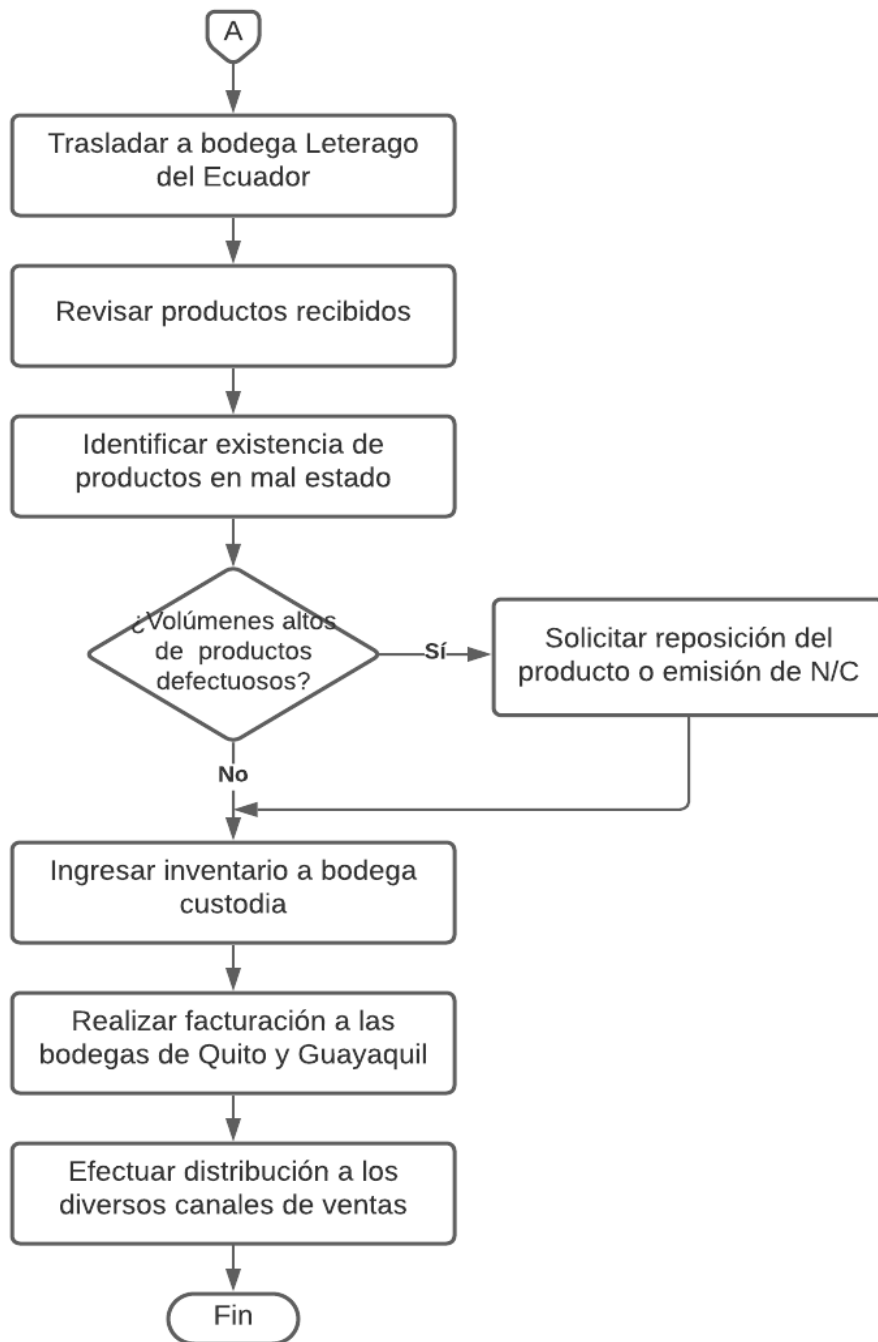 A
Trasladar a bodega Leterago
del Ecuador
Revisar productos recibidos
Identificar existencia de
productos en mal estado
¿Volúmenes altos
de productos
defectuosos?
Sí
Solicitar reposición del
producto o emisión de N/C
No
Ingresar inventario a bodega
custodia
Realizar facturación a las
bodegas de Quito y Guayaquil
Efectuar distribución a los
diversos canales de ventas
Fin